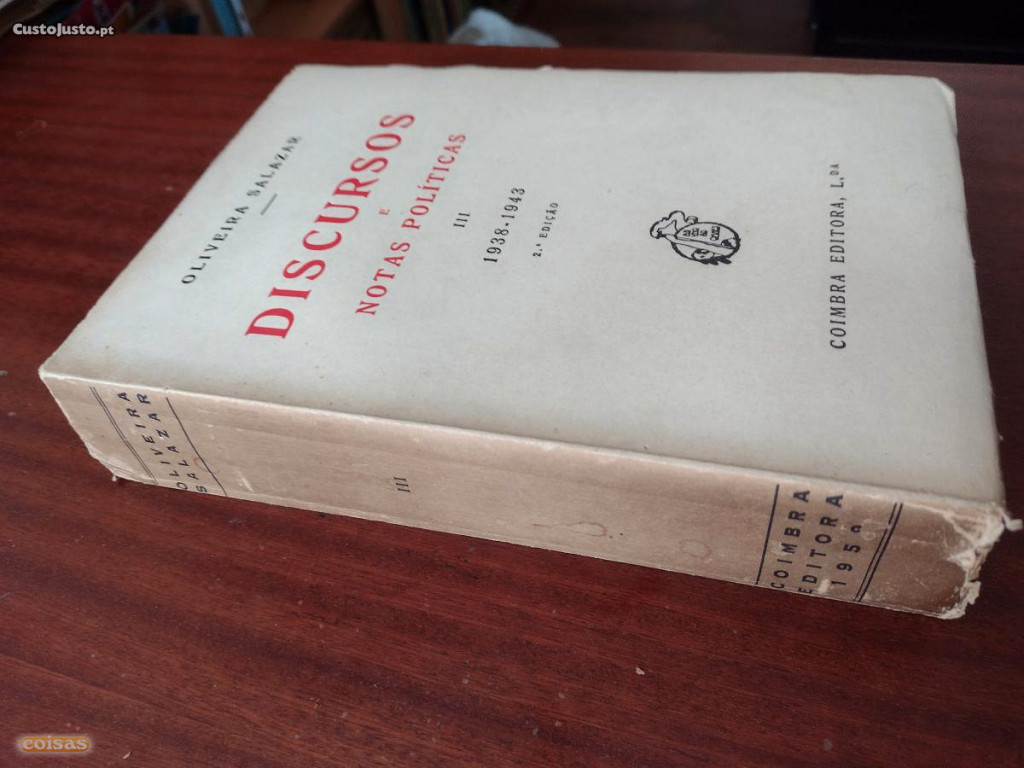 CustoJusto.pt
OLIVEIRA SALAZAR
DISCURSOS
E
NOTAS POLÍTICAS
III
1938-1943
2.ª EDIÇÃO
COIMBRA EDITORA, L.DA
OLIVEIRA
SALAZAR
III
COIMBRA
EDITORA
coisas